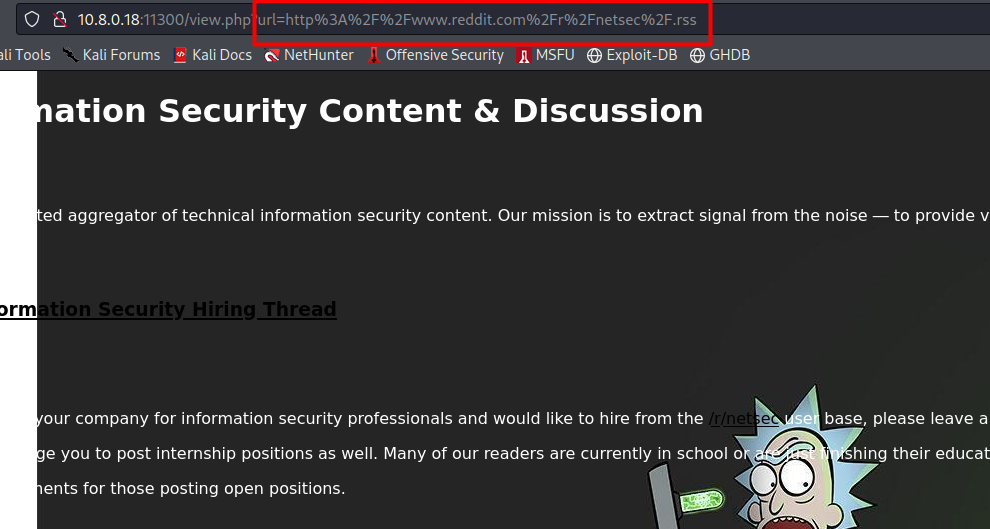 10.8.0.18:11300/view.php?url=http%3A%2F%2Fwww.reddit.com%2Fr%2Fnetsec%2F.rss
ali Tools Kali Forums Kali Docs NetHunter Offensive Security MSFU Exploit-DB GHDB
mation Security Content & Discussion
ted aggregator of technical information security content. Our mission is to extract signal from the noise — to provide v
ormation Security Hiring Thread
your company for information security professionals and would like to hire from the /r/netsec user base, please leave a
ge you to post internship positions as well. Many of our readers are currently in school or are just finishing their educat
ments for those posting open positions.